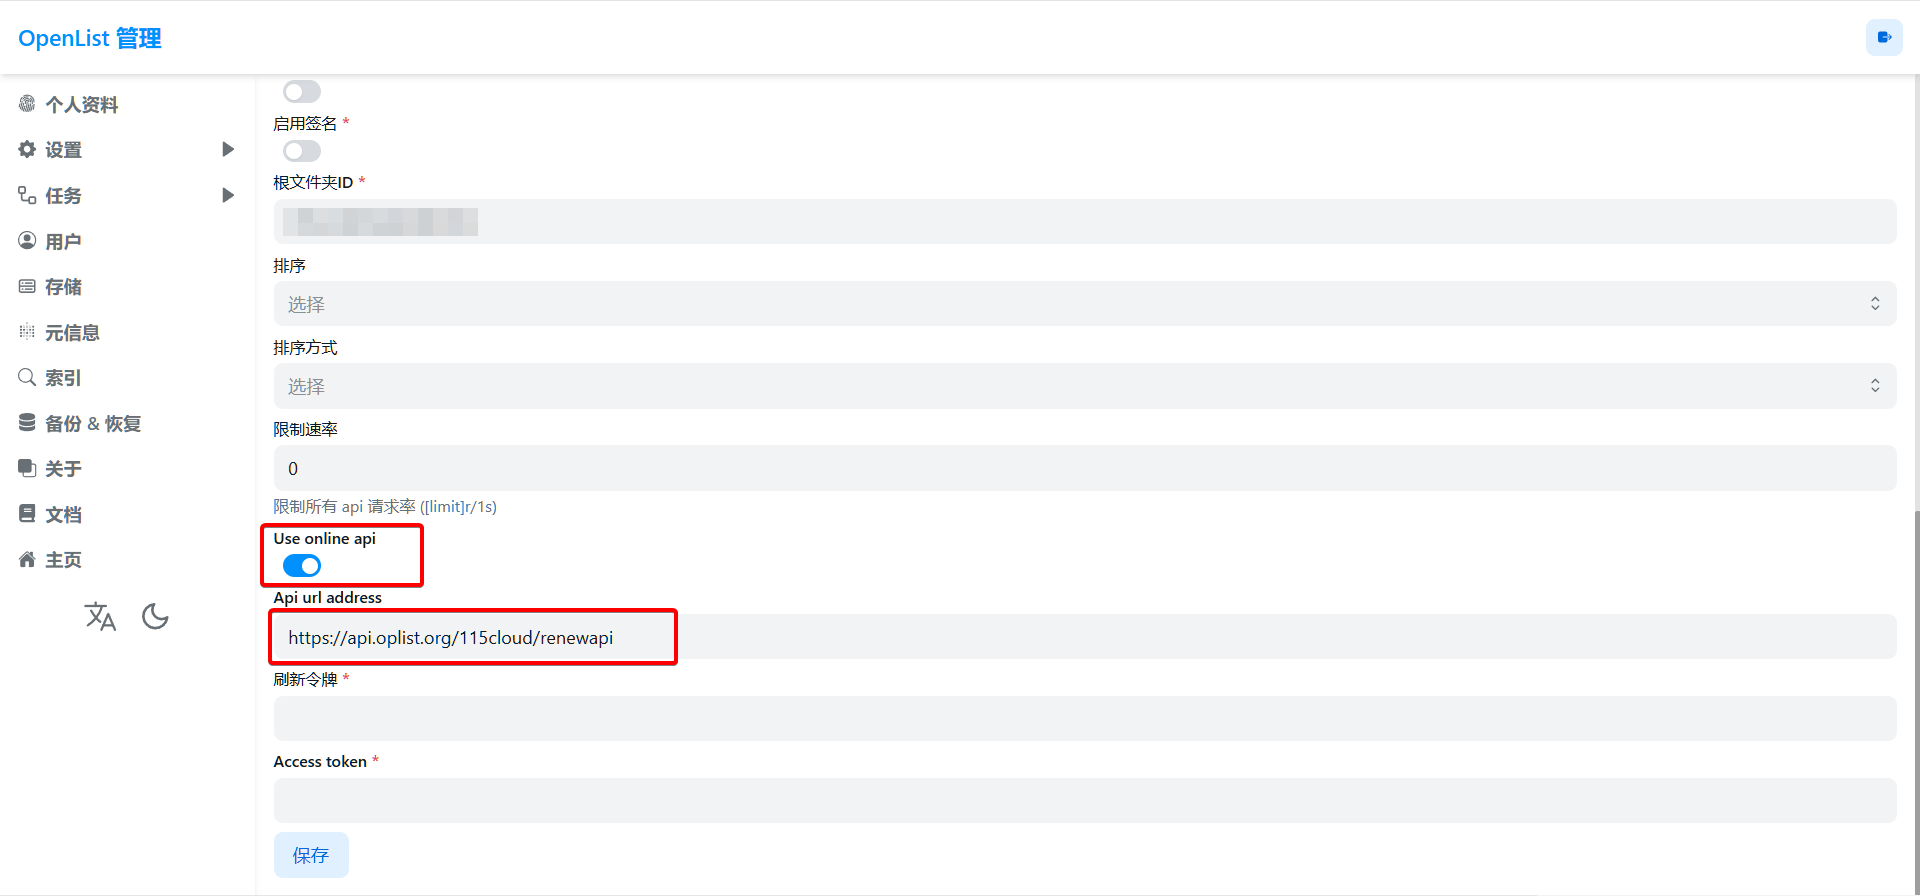 OpenList 管理
个人资料
设置
任务
用户
存储
元信息
索引
备份 & 恢复
关于
文档
主页
启用签名 *
根文件夹ID *
排序
选择
排序方式
选择
限制速率
0
限制所有 api 请求率 ([limit]r/1s)
Use online api
Api url address
https://api.oplist.org/115cloud/renewapi
刷新令牌 *
Access token *
保存